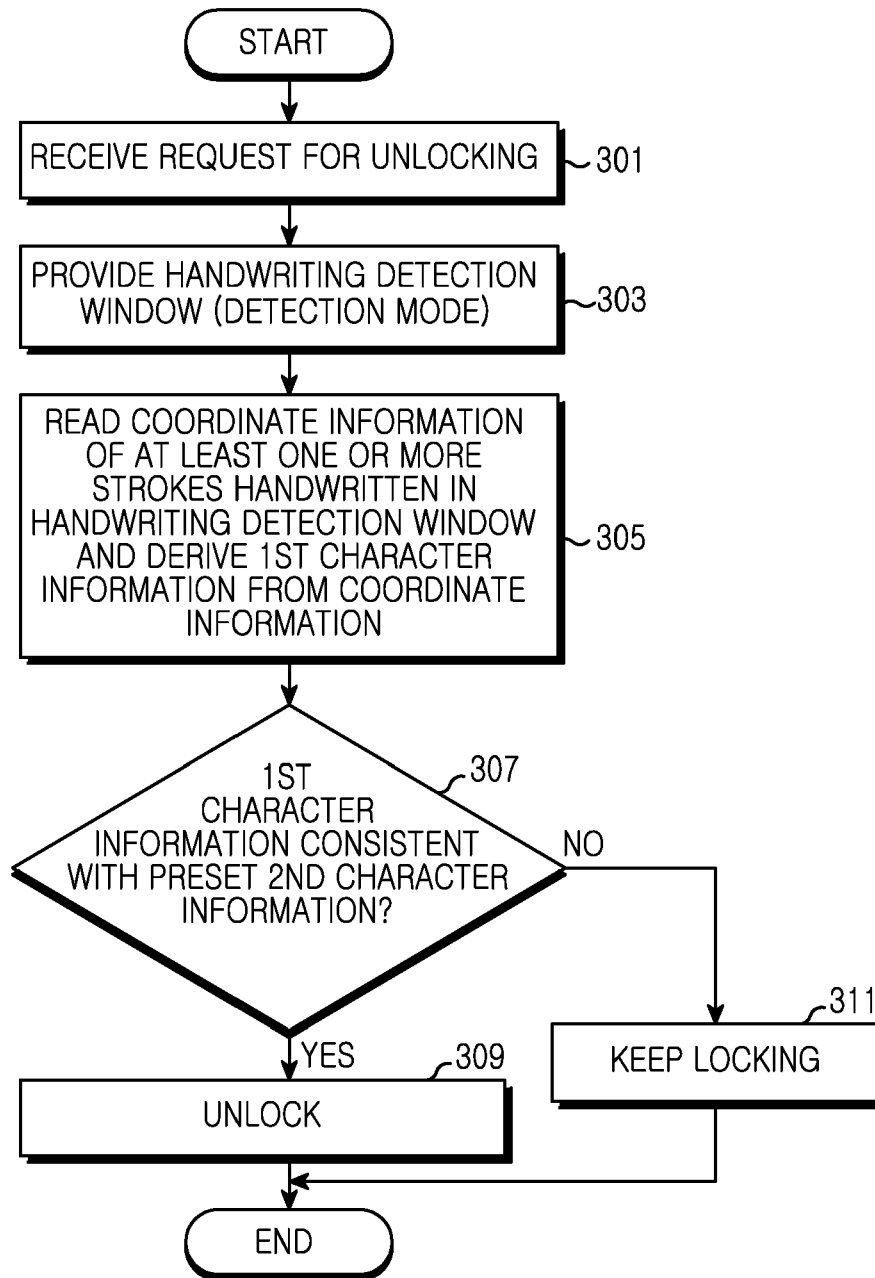 START
RECEIVE REQUEST FOR UNLOCKING
301
PROVIDE HANDWRITING DETECTION
WINDOW (DETECTION MODE)
303
READ COORDINATE INFORMATION
OF AT LEAST ONE OR MORE
STROKES HANDWRITTEN IN
HANDWRITING DETECTION WINDOW
AND DERIVE 1ST CHARACTER
INFORMATION FROM COORDINATE
INFORMATION
305
1ST
CHARACTER
INFORMATION CONSISTENT
WITH PRESET 2ND CHARACTER
INFORMATION?
307
NO
YES
309
UNLOCK
311
KEEP LOCKING
END